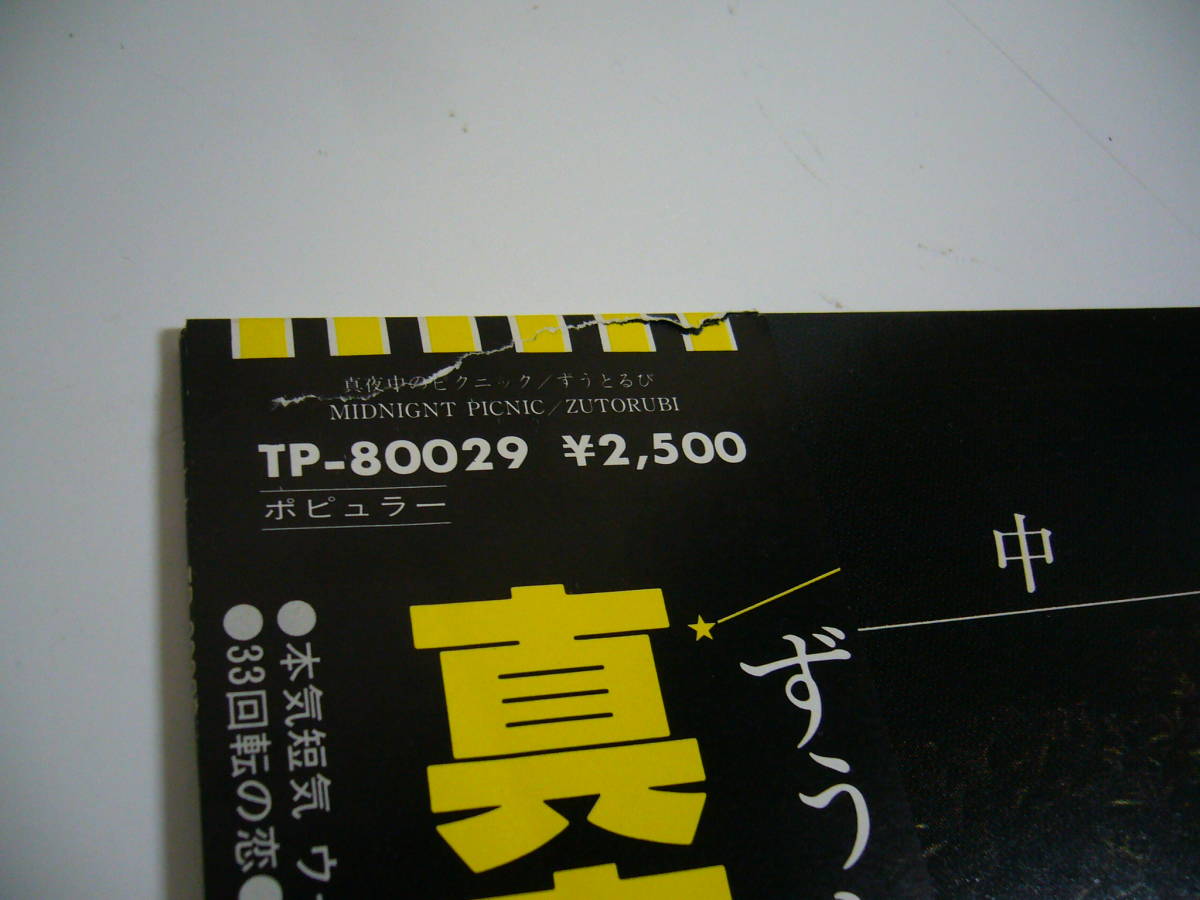 真夜中のピクニック/ずうとるび
MIDNIGNT PICNIC/ZUTORUBI
TP-80029 ¥2,500
ポピュラー
中
真
ずう
●本気短気 ウ
●33回転の恋●